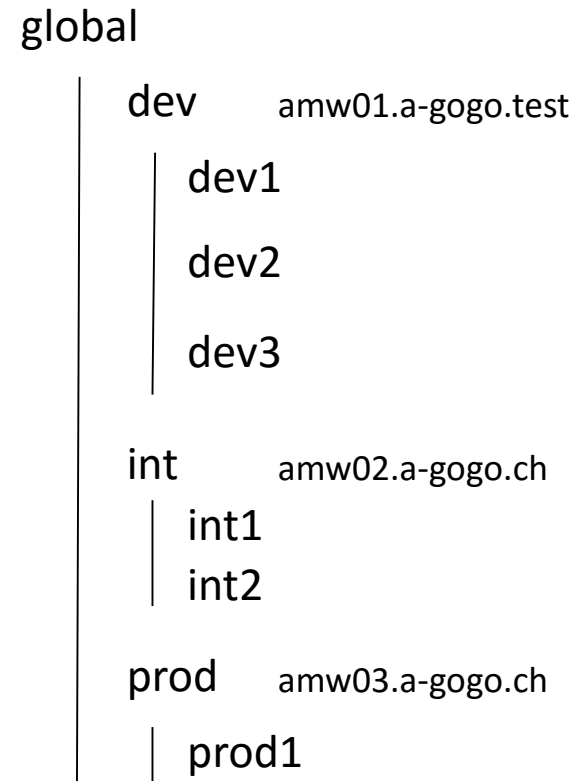 global
dev amw01.a-gogo.test
dev1
dev2
dev3
int amw02.a-gogo.ch
int1
int2
prod amw03.a-gogo.ch
prod1